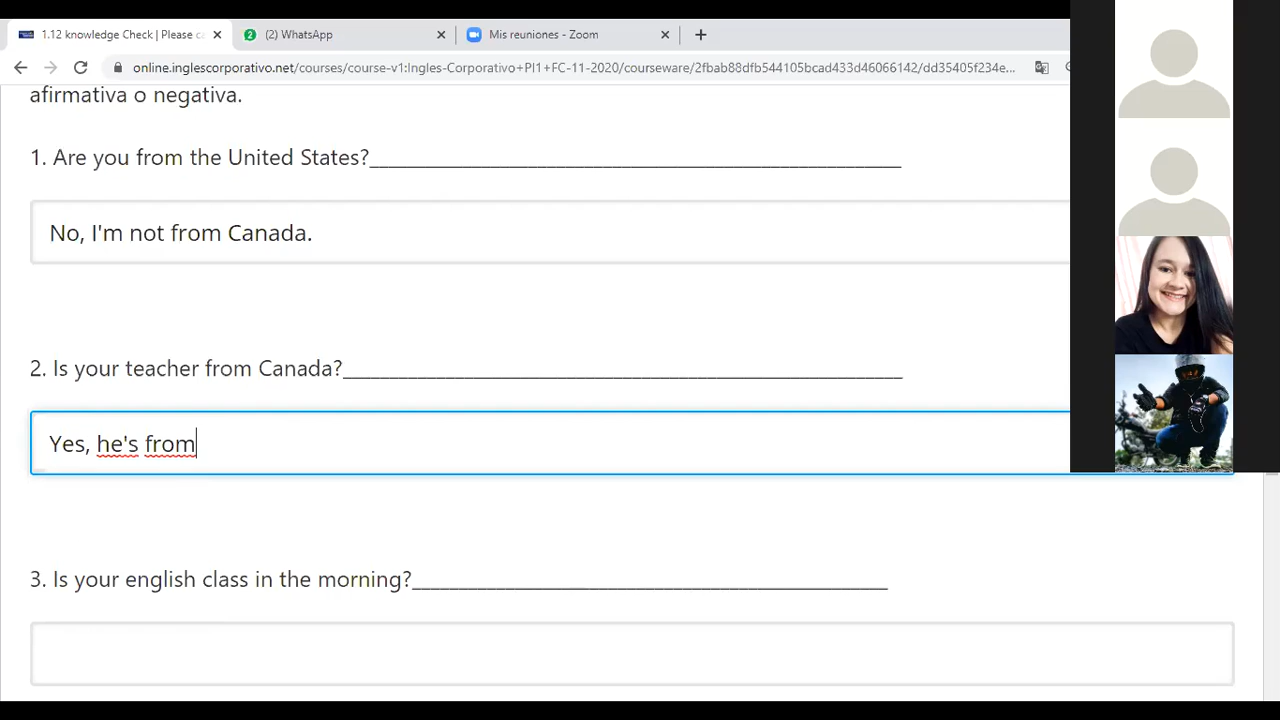 1.12 knowledge Check | Please ca
(2) WhatsApp
Mis reuniones - Zoom
online.inglescorporativo.net/courses/course-v1:Ingles-Corporativo+PI1+FC-11-2020/courseware/2fbab88dfb544105bcad433d46066142/dd35405f234e...
afirmativa o negativa.
1. Are you from the United States?
No, I'm not from Canada.
2. Is your teacher from Canada?
Yes, he's from
3. Is your english class in the morning?